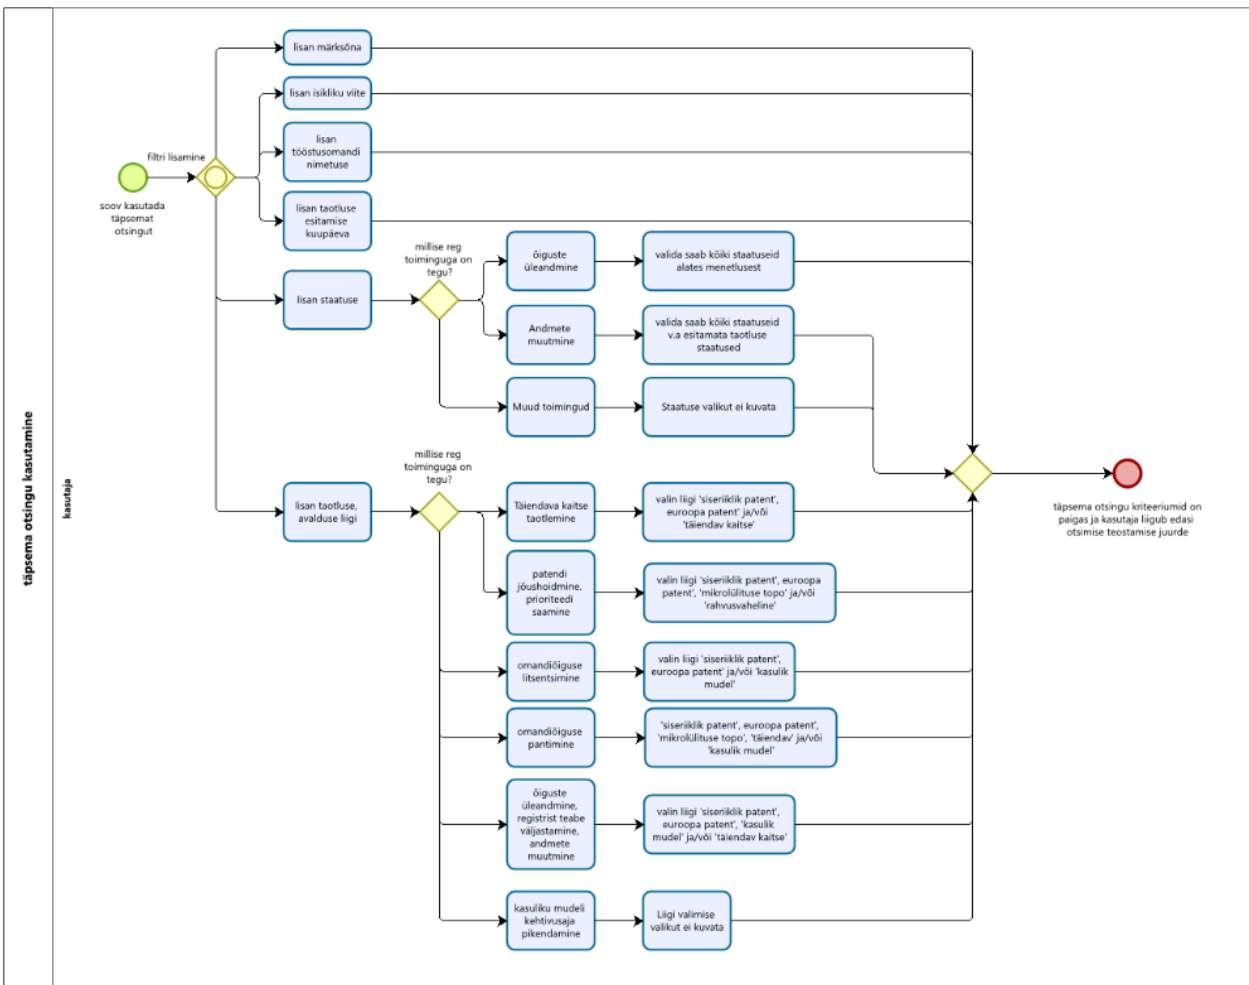 täpsema otsingu kasutamine
kasutaja
soov kasutada
täpsemat
otsingut
filtri lisamine
lisan märksõna
lisan isikliku viite
lisan
tööstusomandi
nimetuse
lisan taotluse
esitamise
kuupäeva
lisan staatuse
millise reg
toiminguga on
tegu?
õiguste
üleandmine
valida saab kõiki staatuseid
alates menetlusest
Andmete
muutmine
valida saab kõiki staatuseid
v.a esitamata taotluse
staatused
Muud toimingud
Staatuse valikut ei kuvata
lisan taotluse,
avalduse liigi
millise reg
toiminguga on
tegu?
Täiendava kaitse
taotlemine
valin liigi 'siseriiklik patent',
euroopa patent' ja/või
'täiendav kaitse'
patendi
jõushoidmine,
prioriteedi
saamine
valin liigi 'siseriiklik patent', euroopa
patent', 'mikrolülituse topo' ja/või
'rahvusvaheline'
omandiõiguse
litsentsimine
valin liigi 'siseriiklik patent',
euroopa patent' ja/või 'kasulik
mudel'
omandiõiguse
pantimine
'siseriiklik patent', euroopa patent',
'mikrolülituse topo', 'täiendav' ja/või
'kasulik mudel'
õiguste
üleandmine,
registrist teabe
väljastamine,
andmete
muutmine
valin liigi 'siseriiklik patent',
euroopa patent', 'kasulik
mudel' ja/või 'täiendav kaitse'
kasuliku mudeli
kehtivusaja
pikendamine
Liigi valimise
valikut ei kuvata
täpsema otsingu kriteeriumid on
paigas ja kasutaja liigub edasi
otsimise teostamise juurde